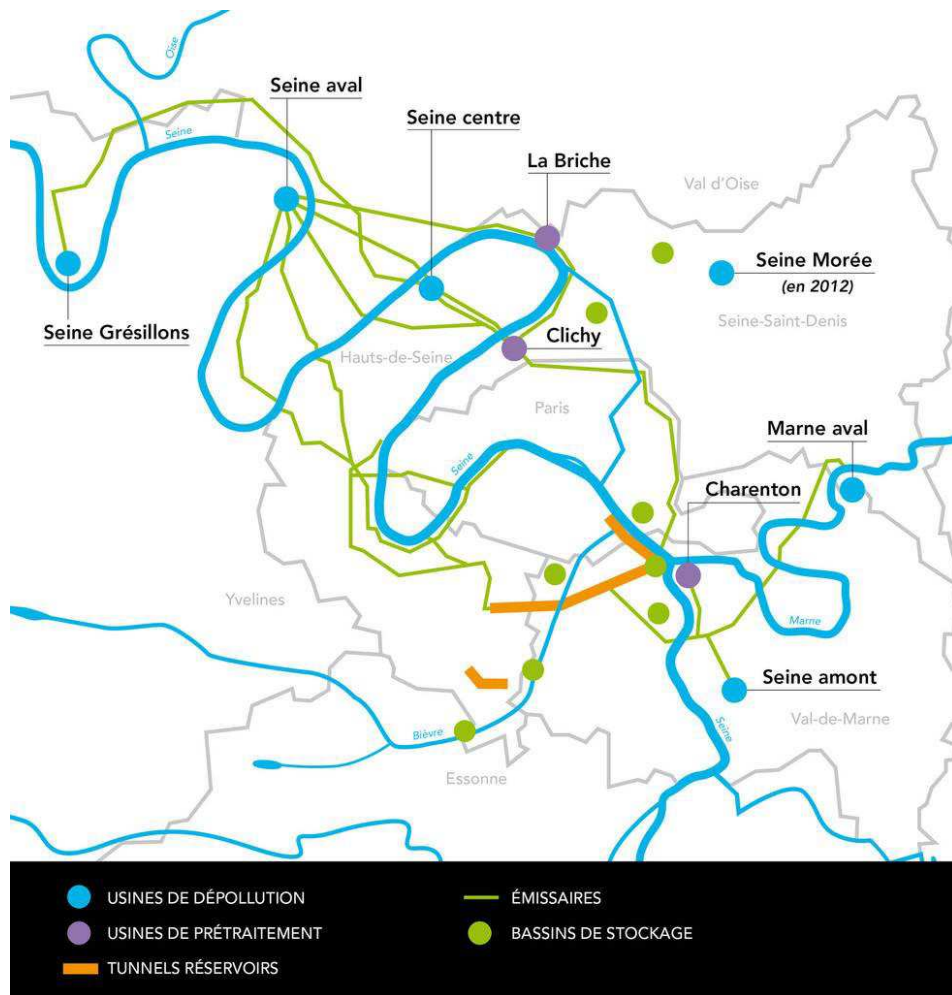 Oise
Seine aval
Seine centre
Seine
La Briche
Val d'Oise
Seine Morée
(en 2012)
Seine Grésillons
Seine-Saint-Denis
Clichy
Hauts-de-Seine
Paris
Marne aval
Seine
Charenton
Yvelines
Marne
Seine amont
Val-de-Marne
Seine
Bièvre
Essonne
USINES DE DÉPOLLUTION
USINES DE PRÉTRAITEMENT
TUNNELS RÉSERVOIRS
ÉMISSAIRES
BASSINS DE STOCKAGE